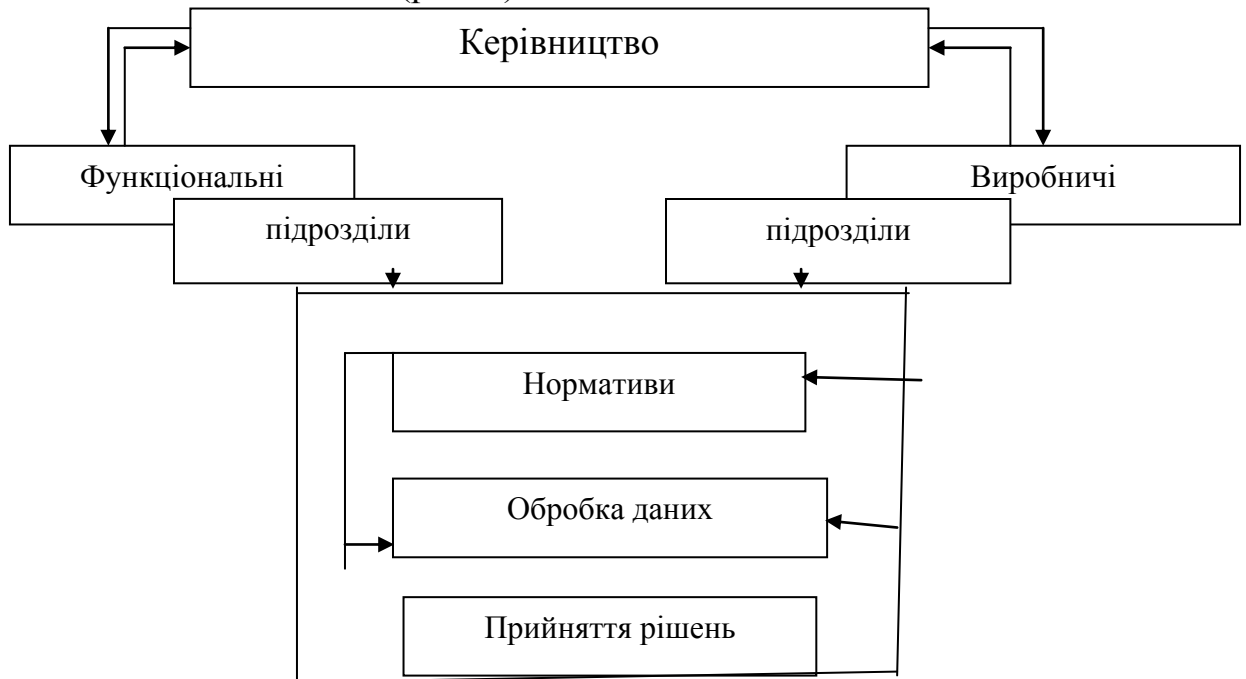 Керівництво
Функціональні
Виробничі
підрозділи
підрозділи
Нормативи
Обробка даних
Прийняття рішень